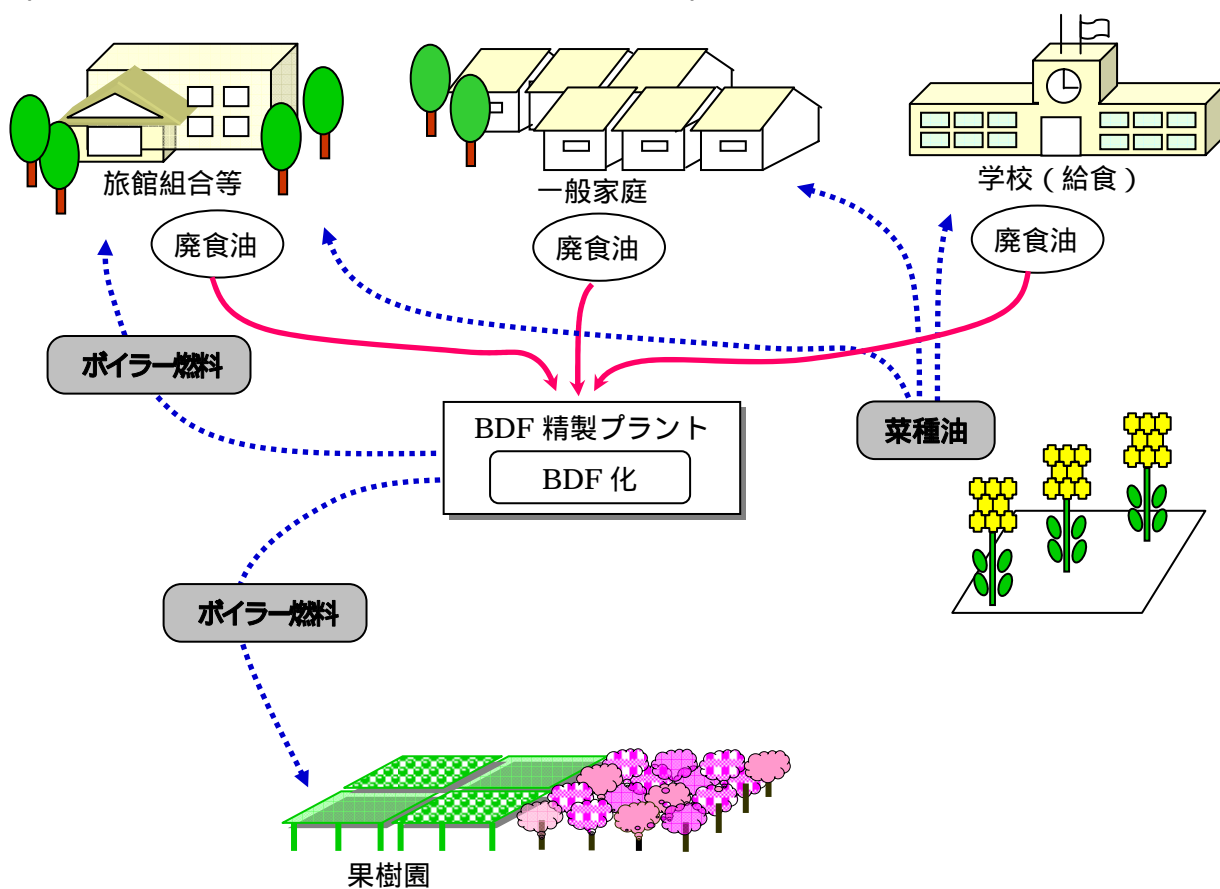 旅館組合等
一般家庭
学校（給食）
廃食油
廃食油
廃食油
ボイラー燃料
BDF 精製プラント
BDF 化
菜種油
ボイラー燃料
果樹園